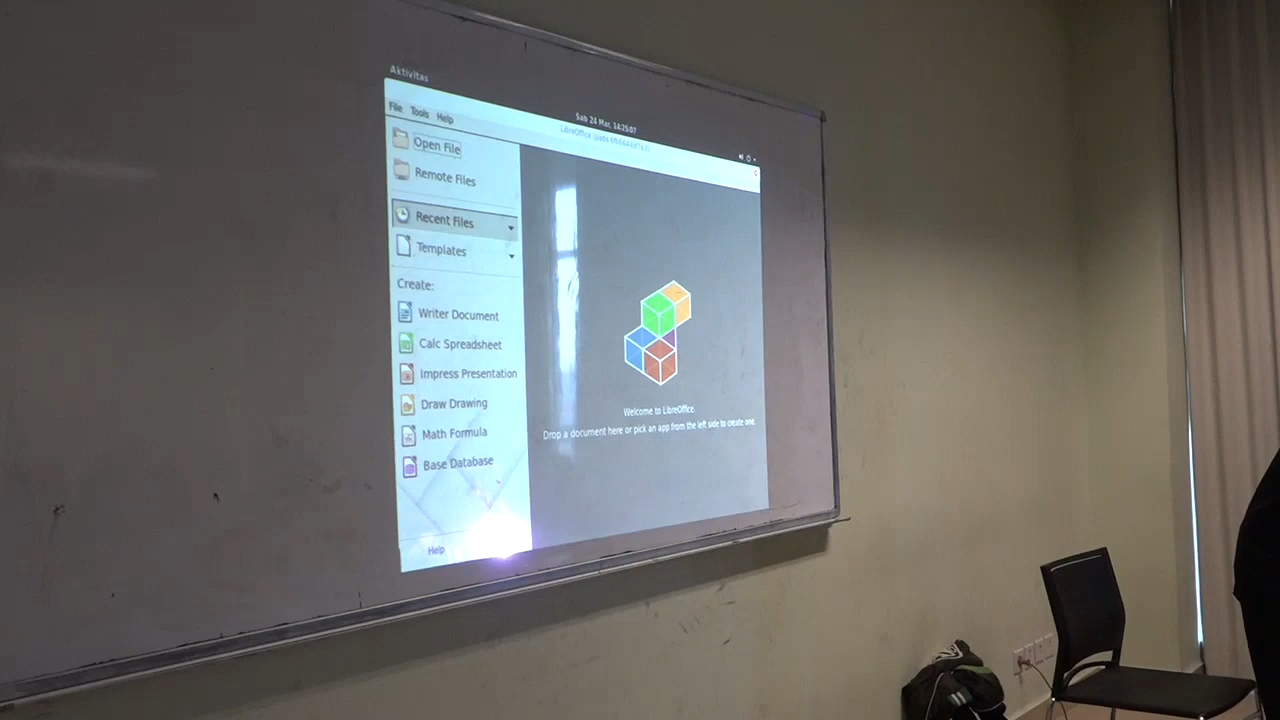 Aktivitas
Sab 24 Mar, 14:25:07
File Tools Help
Open File
Remote Files
Recent Files
Templates
Create:
Writer Document
Calc Spreadsheet
Impress Presentation
Draw Drawing
Math Formula
Base Database
Help
Welcome to LibreOffice.
Drop a document here or pick an app from the left side to create one.